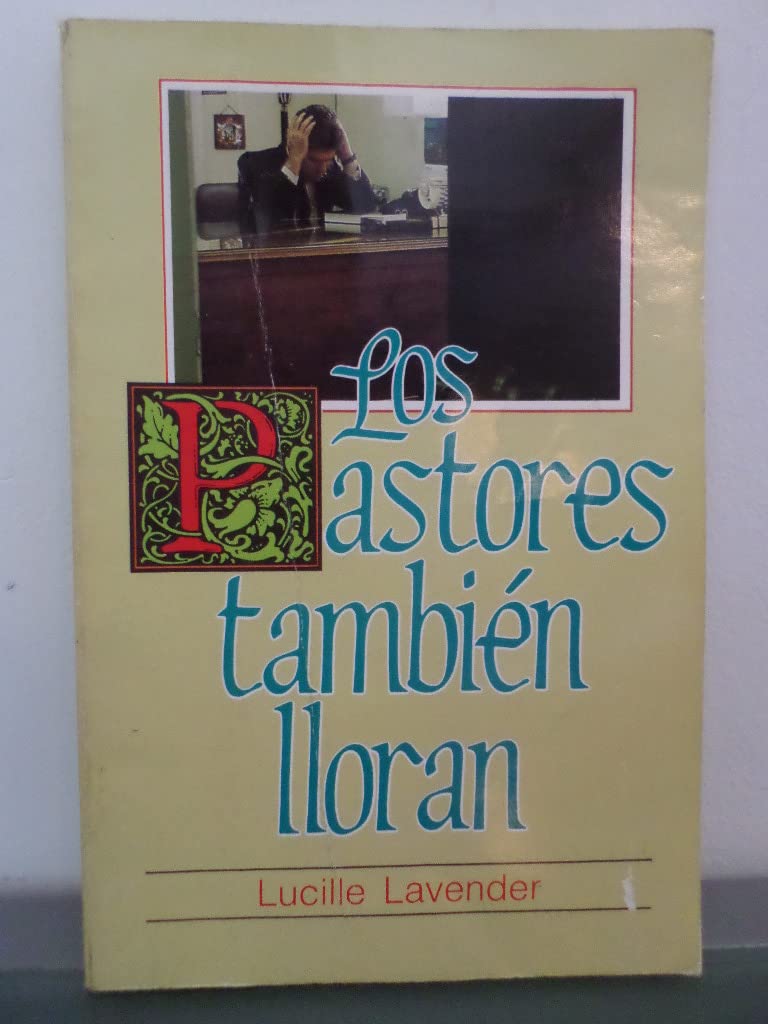 Los
Pastores
también
lloran
Lucille Lavender